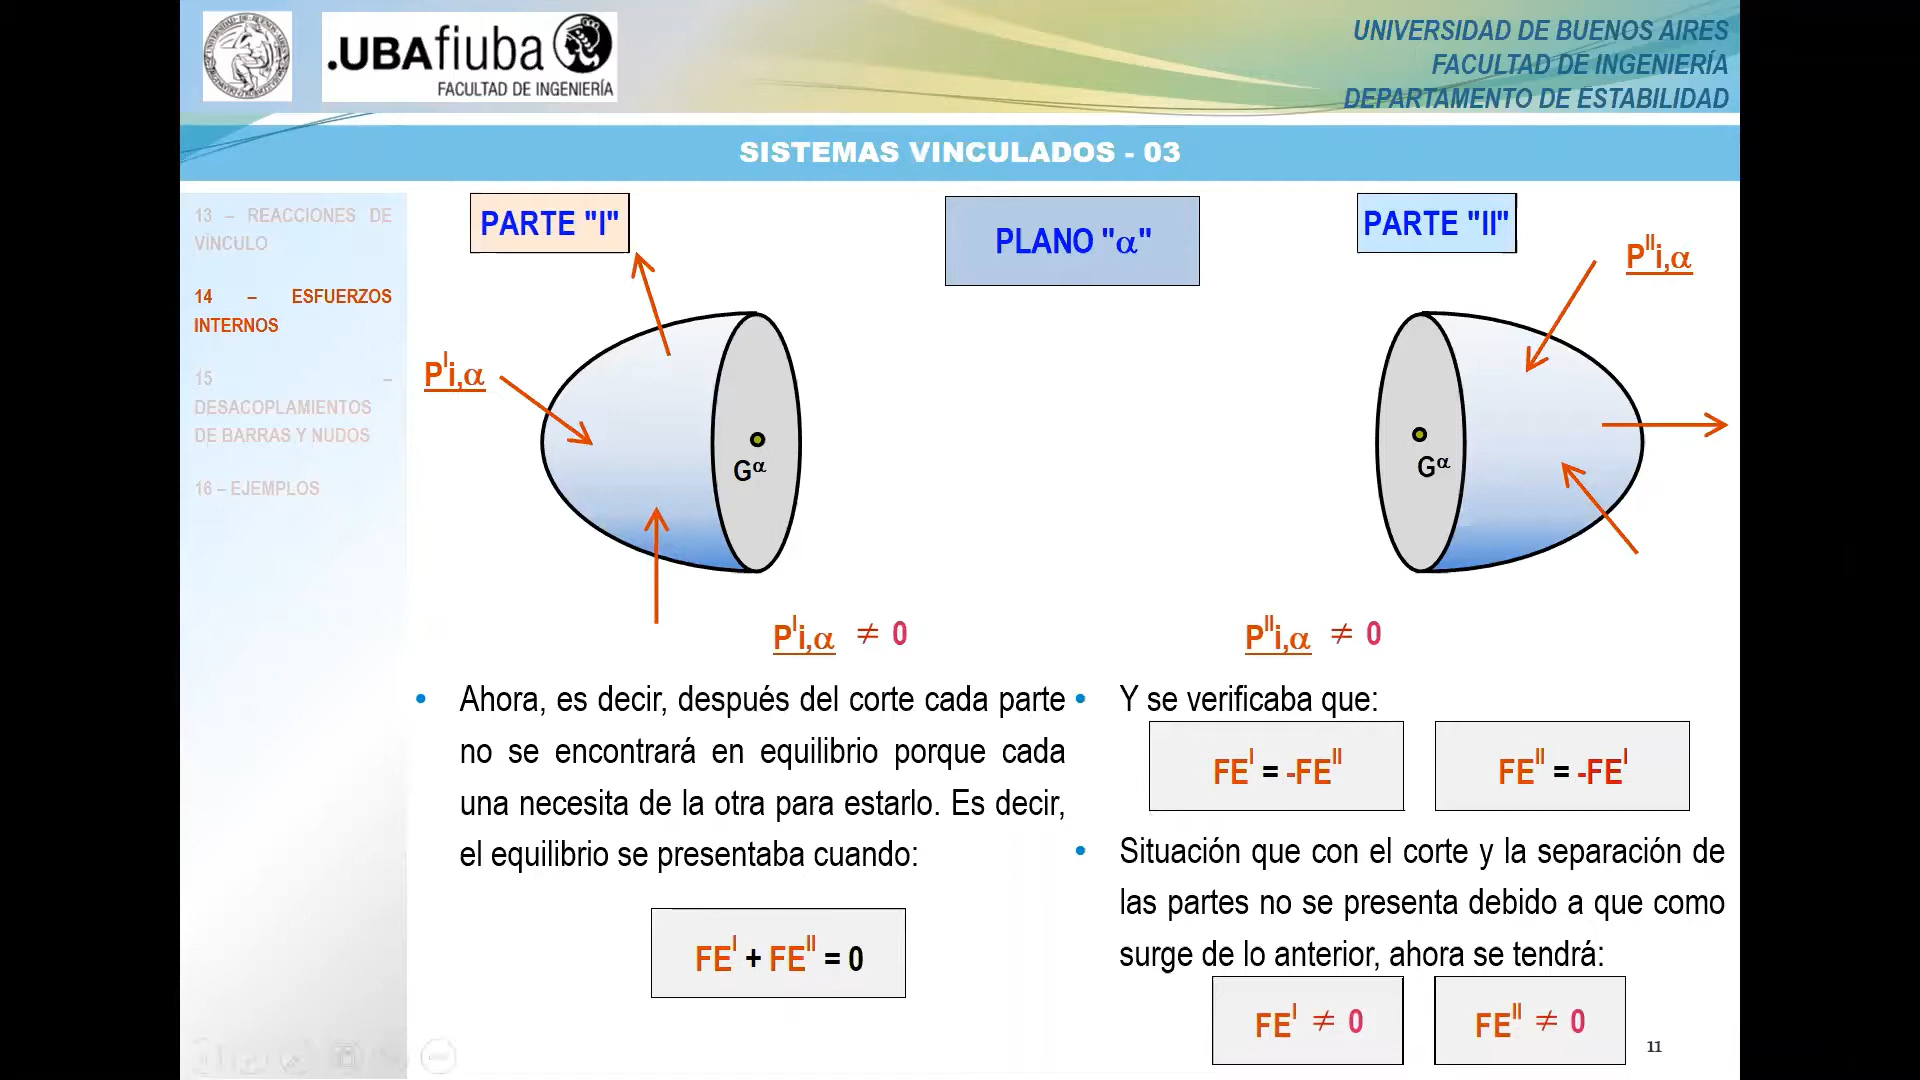 .UBAfiuba
FACULTAD DE INGENIERÍA
UNIVERSIDAD DE BUENOS AIRES
FACULTAD DE INGENIERÍA
DEPARTAMENTO DE ESTABILIDAD
SISTEMAS VINCULADOS - 03
13 – REACCIONES DE
VÍNCULO
14 – ESFUERZOS
INTERNOS
15 –
DESACOPLAMIENTOS
DE BARRAS Y NUDOS
16 – EJEMPLOS
PARTE "I"
PLANO "α"
PARTE "II"
Pᴵᴵi,α
Pᴵi,α
Gα
Gα
Pᴵi,α ≠ 0
Pᴵᴵi,α ≠ 0
• Ahora, es decir, después del corte cada parte
no se encontrará en equilibrio porque cada
una necesita de la otra para estarlo. Es decir,
el equilibrio se presentaba cuando:
FEᴵ + FEᴵᴵ = 0
• Y se verificaba que:
FEᴵ = -FEᴵᴵ
FEᴵᴵ = -FEᴵ
• Situación que con el corte y la separación de
las partes no se presenta debido a que como
surge de lo anterior, ahora se tendrá:
FEᴵ ≠ 0
FEᴵᴵ ≠ 0
11